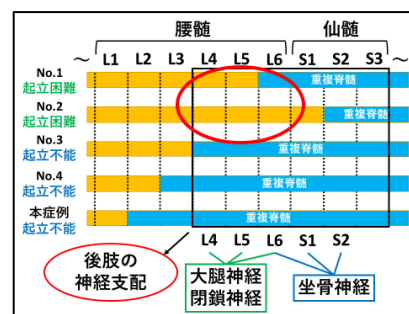 腰髄 仙髄
～ L1 L2 L3 L4 L5 L6 S1 S2 S3 ～
No.1
起立困難
重複脊髄
No.2
起立困難
重複脊髄
No.3
起立不能
重複脊髄
No.4
起立不能
重複脊髄
本症例
起立不能
重複脊髄
L4 L5 L6 S1 S2
後肢の
神経支配
大腿神経
閉鎖神経
坐骨神経